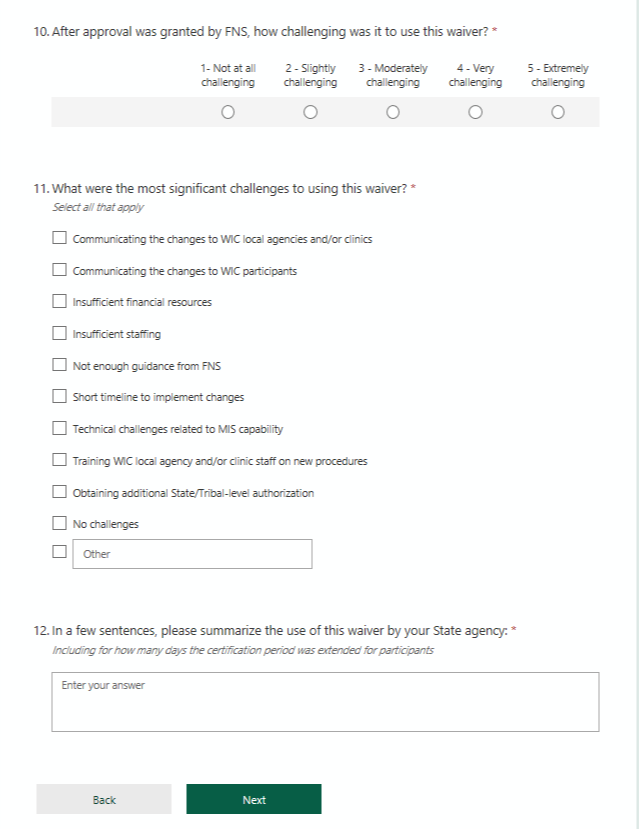 10. After approval was granted by FNS, how challenging was it to use this waiver? *
1- Not at all challenging
2 - Slightly challenging
3 - Moderately challenging
4 - Very challenging
5 - Extremely challenging
11. What were the most significant challenges to using this waiver? *
Select all that apply
Communicating the changes to WIC local agencies and/or clinics
Communicating the changes to WIC participants
Insufficient financial resources
Insufficient staffing
Not enough guidance from FNS
Short timeline to implement changes
Technical challenges related to MIS capability
Training WIC local agency and/or clinic staff on new procedures
Obtaining additional State/Tribal-level authorization
No challenges
Other
12. In a few sentences, please summarize the use of this waiver by your State agency: *
Including for how many days the certification period was extended for participants
Enter your answer
Back
Next